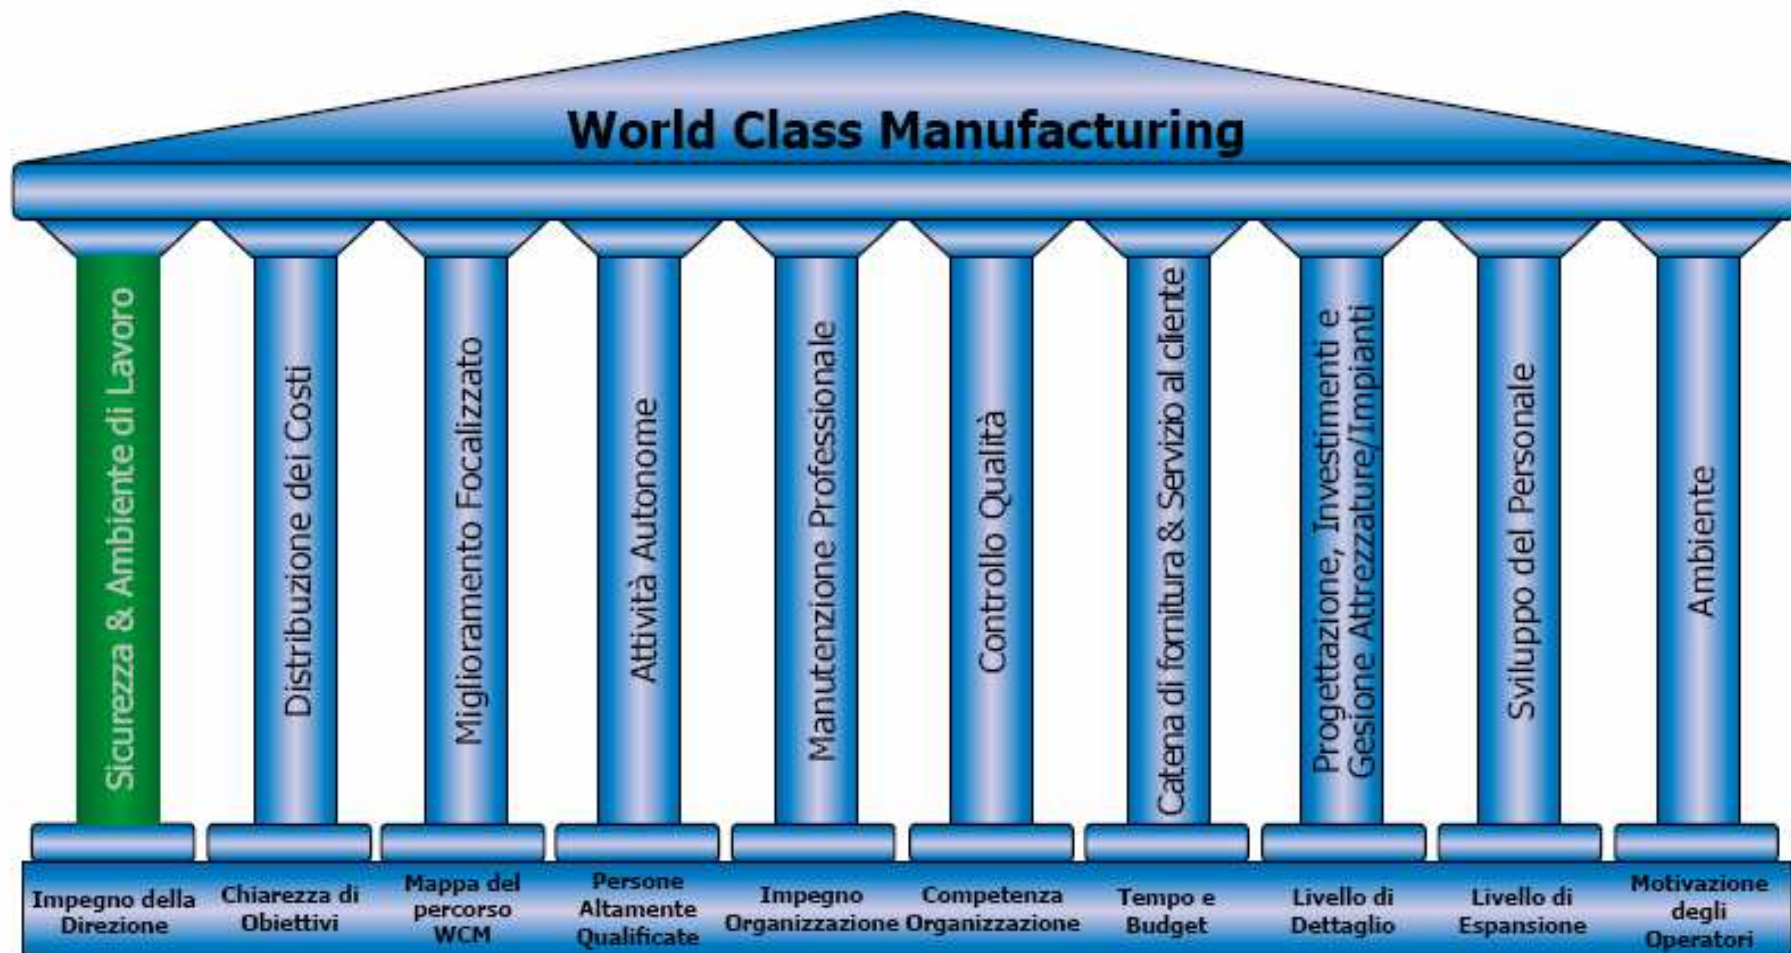 World Class Manufacturing
Sicurezza & Ambiente di Lavoro
Distribuzione dei Costi
Miglioramento Focalizzato
Attività Autonome
Manutenzione Professionale
Controllo Qualità
Catena di fornitura & Servizio al cliente
Progettazione, Investimenti e
Gesione Attrezzature/Impianti
Sviluppo del Personale
Ambiente
Impegno della
Direzione
Chiarezza di
Obiettivi
Mappa del
percorso
WCM
Persone
Altamente
Qualificate
Impegno
Organizzazione
Competenza
Organizzazione
Tempo e
Budget
Livello di
Dettaglio
Livello di
Espansione
Motivazione
degli
Operatori